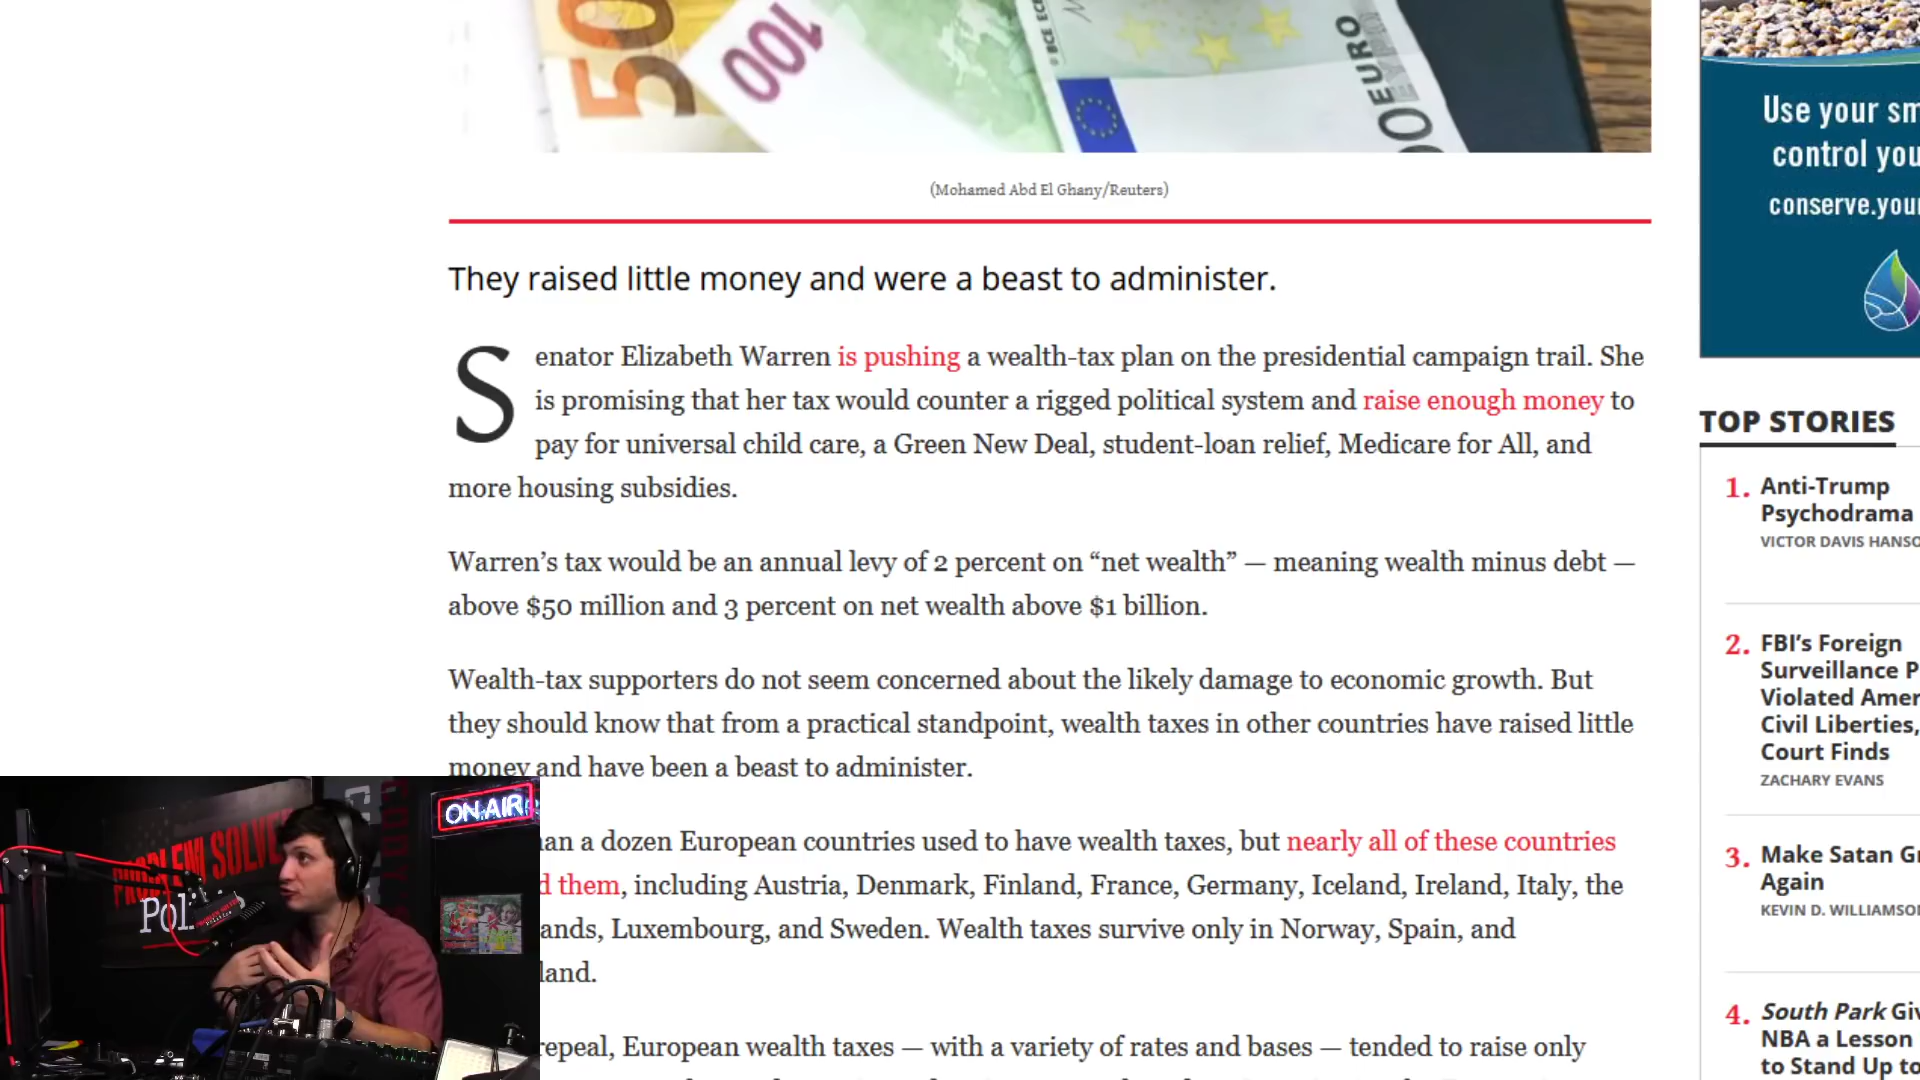 50
100
EURO
(Mohamed Abd El Ghany/Reuters)
They raised little money and were a beast to administer.
Senator Elizabeth Warren is pushing a wealth-tax plan on the presidential campaign trail. She
is promising that her tax would counter a rigged political system and raise enough money to
pay for universal child care, a Green New Deal, student-loan relief, Medicare for All, and
more housing subsidies.
Warren’s tax would be an annual levy of 2 percent on “net wealth” — meaning wealth minus debt —
above $50 million and 3 percent on net wealth above $1 billion.
Wealth-tax supporters do not seem concerned about the likely damage to economic growth. But
they should know that from a practical standpoint, wealth taxes in other countries have raised little
money and have been a beast to administer.
an a dozen European countries used to have wealth taxes, but nearly all of these countries
d them, including Austria, Denmark, Finland, France, Germany, Iceland, Ireland, Italy, the
ands, Luxembourg, and Sweden. Wealth taxes survive only in Norway, Spain, and
land.
repeal, European wealth taxes — with a variety of rates and bases — tended to raise only
Use your sm
control you
conserve.your
TOP STORIES
1. Anti-Trump
Psychodrama
VICTOR DAVIS HANSO
2. FBI’s Foreign
Surveillance P
Violated Amer
Civil Liberties,
Court Finds
ZACHARY EVANS
3. Make Satan Gr
Again
KEVIN D. WILLIAMSON
4. South Park Giv
NBA a Lesson
to Stand Up to
PROBLEM SOLVE
Poli
ON AIR